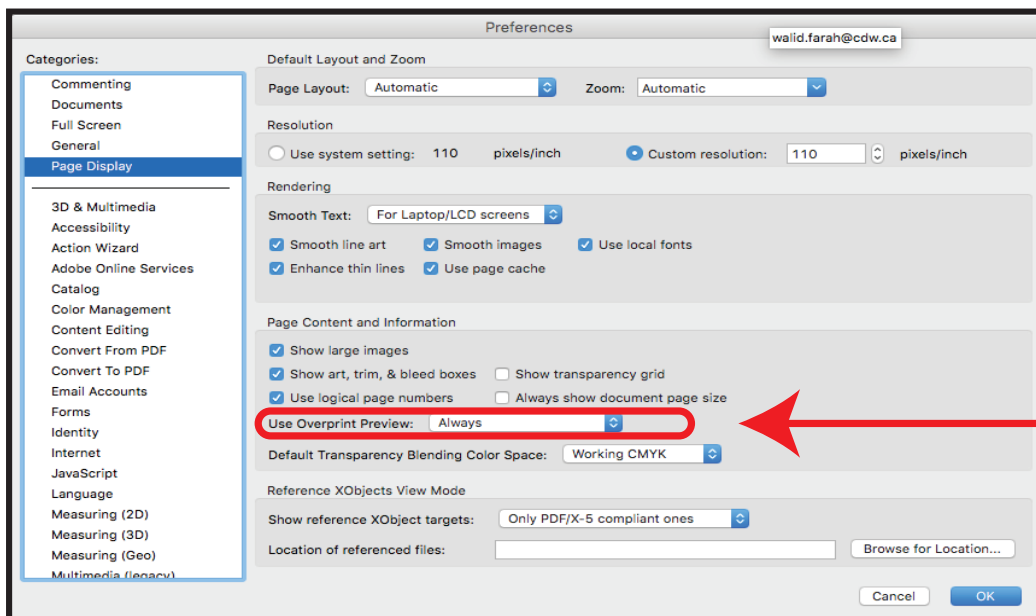 Preferences
walid.farah@cdw.ca
Categories:
Commenting
Documents
Full Screen
General
Page Display
3D & Multimedia
Accessibility
Action Wizard
Adobe Online Services
Catalog
Color Management
Content Editing
Convert From PDF
Convert To PDF
Email Accounts
Forms
Identity
Internet
JavaScript
Language
Measuring (2D)
Measuring (3D)
Measuring (Geo)
Multimedia (legacy)
Default Layout and Zoom
Page Layout: Automatic Zoom: Automatic
Resolution
Use system setting: 110 pixels/inch Custom resolution: 110 pixels/inch
Rendering
Smooth Text: For Laptop/LCD screens
Smooth line art Smooth images Use local fonts
Enhance thin lines Use page cache
Page Content and Information
Show large images
Show art, trim, & bleed boxes Show transparency grid
Use logical page numbers Always show document page size
Use Overprint Preview: Always
Default Transparency Blending Color Space: Working CMYK
Reference XObjects View Mode
Show reference XObject targets: Only PDF/X-5 compliant ones
Location of referenced files: Browse for Location...
Cancel OK